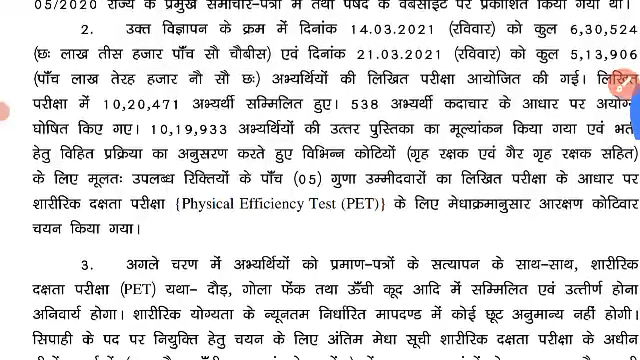 05/2020 राज्य के प्रमुख समाचार-पत्रों में तथा पर्षद के वेबसाइट पर प्रकाशित किया गया था।
2. उक्त विज्ञापन के क्रम में दिनांक 14.03.2021 (रविवार) को कुल 6,30,524
(छः लाख तीस हजार पाँच सौ चौबीस) एवं दिनांक 21.03.2021 (रविवार) को कुल 5,13,906
(पाँच लाख तेरह हजार नौ सौ छः) अभ्यर्थियों की लिखित परीक्षा आयोजित की गई। लिखित
परीक्षा में 10,20,471 अभ्यर्थी सम्मिलित हुए। 538 अभ्यर्थी कदाचार के आधार पर
घोषित किए गए। 10,19,933 अभ्यर्थियों की उत्तर पुस्तिका का मूल्यांकन किया गया एवं
हेतु विहित प्रक्रिया का अनुसरण करते हुए विभिन्न कोटियों (गृह रक्षक एवं गैर गृह रक्षक सहित)
के लिए मूलतः उपलब्ध रिक्तियों के पाँच (05) गुणा उम्मीदवारों का लिखित परीक्षा के आधार पर
शारीरिक दक्षता परीक्षा {Physical Efficiency Test (PET)} के लिए मेधाक्रमानुसार आरक्षण कोटिवार
चयन किया गया।
3. अगले चरण में अभ्यर्थियों को प्रमाण-पत्रों के सत्यापन के साथ-साथ, शारीरिक
दक्षता परीक्षा (PET) यथा- दौड़, गोला फेंक तथा ऊँची कूद आदि में सम्मिलित एवं उत्तीर्ण होना
अनिवार्य होगा। शारीरिक योग्यता के न्यूनतम निर्धारित मापदण्ड में कोई छूट अनुमान्य नहीं होगी।
सिपाही के पद पर नियुक्ति हेतु चयन के लिए अंतिम मेधा सूची शारीरिक दक्षता परीक्षा के अधीन